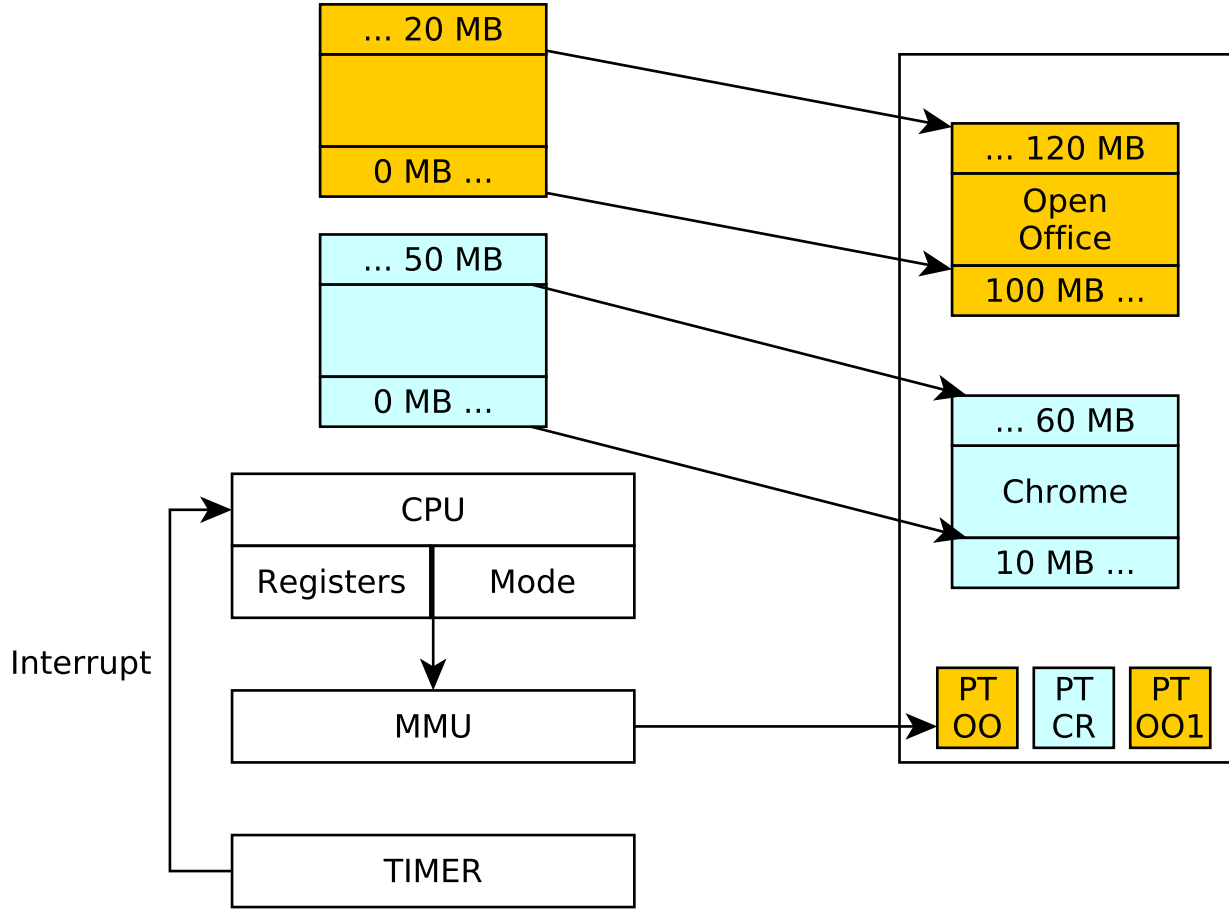 ... 20 MB
0 MB ...
... 50 MB
0 MB ...
... 120 MB
Open
Office
100 MB ...
... 60 MB
Chrome
10 MB ...
CPU
Registers
Mode
Interrupt
MMU
TIMER
PT
OO
PT
CR
PT
OO1